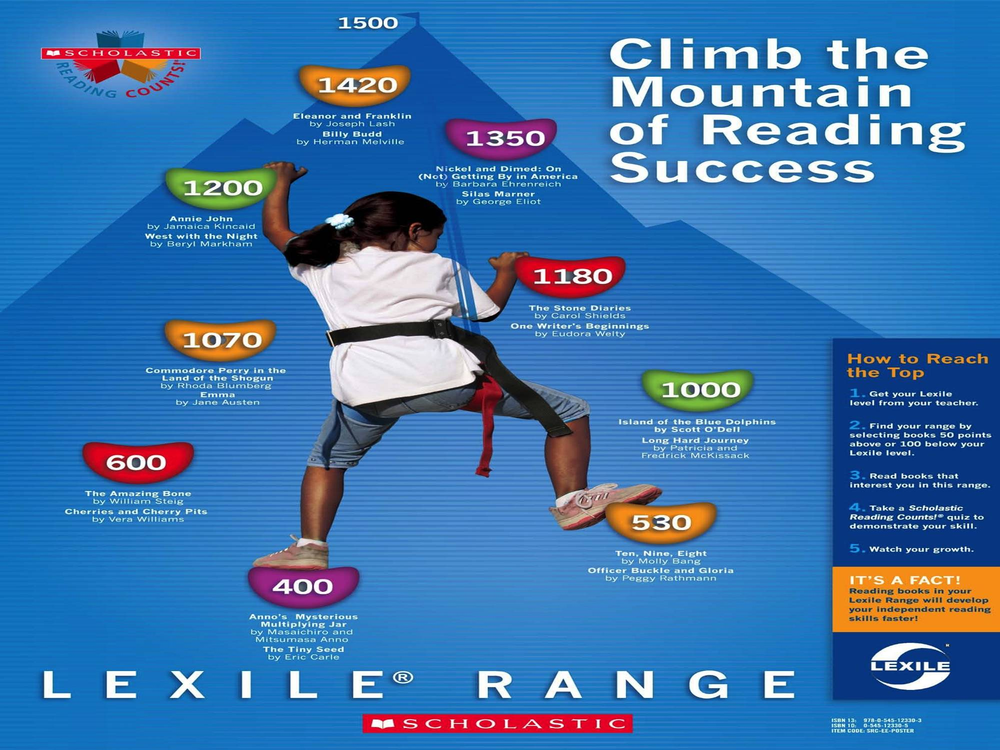 1500
SCHOLASTIC
READING COUNTS!
Climb the
Mountain
of Reading
Success
1420
Eleanor and Franklin
by Joseph Lash
Billy Budd
by Herman Melville
1350
Nickel and Dimed: On
(Not) Getting By in America
by Barbara Ehrenreich
Silas Marner
by George Eliot
1200
Annie John
by Jamaica Kincaid
West with the Night
by Beryl Markham
1180
The Stone Diaries
by Carol Shields
One Writer's Beginnings
by Eudora Welty
1070
Commodore Perry in the
Land of the Shogun
by Rhoda Blumberg
Emma
by Jane Austen
1000
Island of the Blue Dolphins
by Scott O'Dell
Long Hard Journey
by Patricia and
Fredrick McKissack
600
The Amazing Bone
by William Steig
Cherries and Cherry Pits
by Vera Williams
530
Ten, Nine, Eight
by Molly Bang
Officer Buckle and Gloria
by Peggy Rathmann
400
Anno's Mysterious
Multiplying Jar
by Masaichiro and
Mitsumasa Anno
The Tiny Seed
by Eric Carle
How to Reach
the Top
1. Get your Lexile
level from your teacher.
2. Find your range by
selecting books 50 points
above or 100 below your
Lexile level.
3. Read books that
interest you in this range.
4. Take a Scholastic
Reading Counts!® quiz to
demonstrate your skill.
5. Watch your growth.
IT'S A FACT!
Reading books in your
Lexile Range will develop
your independent reading
skills faster!
LEXILE
®
LEXILE® RANGE
SCHOLASTIC
ISBN 13: 978-0-545-12330-3
ISBN 10: 0-545-12330-5
ITEM CODE: SRC-EE-POSTER